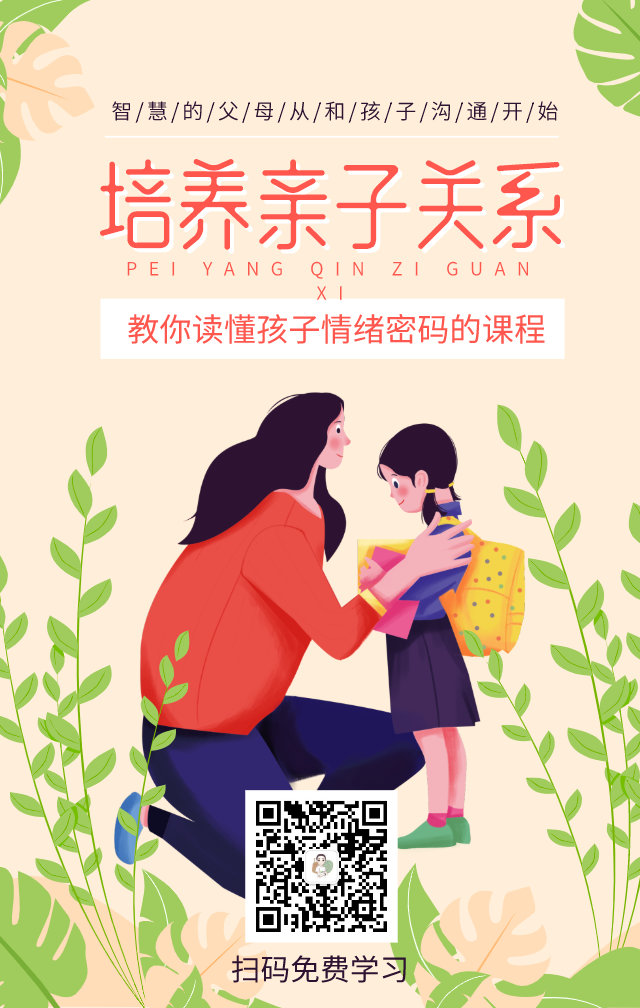 智/慧/的/父/母/从/和/孩/子/沟/通/开/始
培养亲子关系
PEI YANG QIN ZI GUAN
XI
教你读懂孩子情绪密码的课程
扫码免费学习